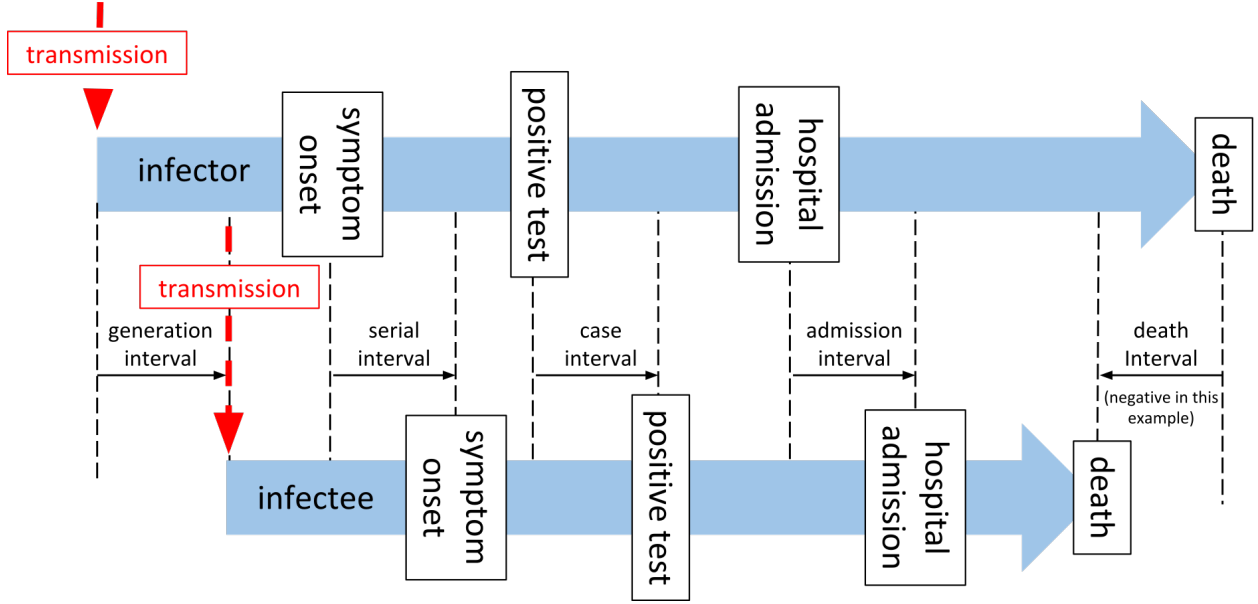 transmission
infector
symptom
onset
positive test
hospital
admission
death
transmission
generation
interval
serial
interval
case
interval
admission
interval
death
Interval
(negative in this
example)
infectee
symptom
onset
positive test
hospital
admission
death